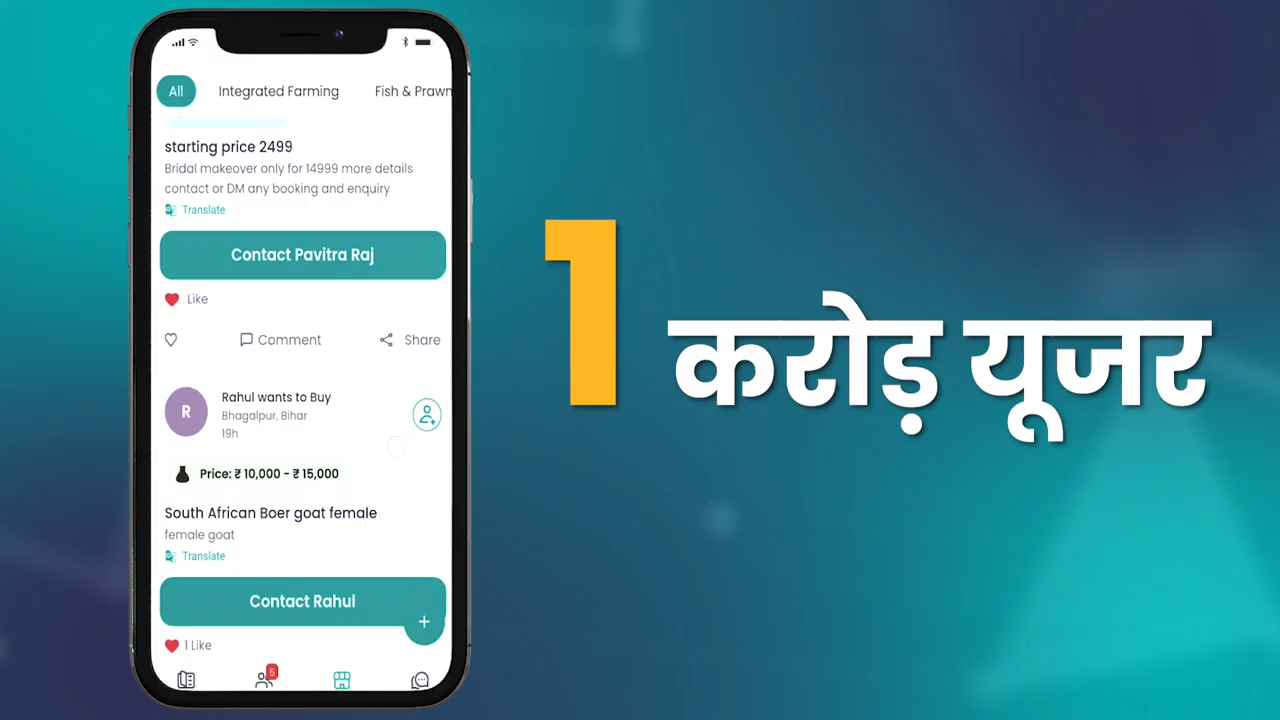 All Integrated Farming Fish & Prawn
starting price 2499
Bridal makeover only for 14999 more details
contact or DM any booking and enquiry
Translate
Contact Pavitra Raj
Like
Comment Share
R
Rahul wants to Buy
Bhagalpur, Bihar
19h
Price: ₹ 10,000 - ₹ 15,000
South African Boer goat female
female goat
Translate
Contact Rahul
+
1 Like
5
1 करोड़ यूजर